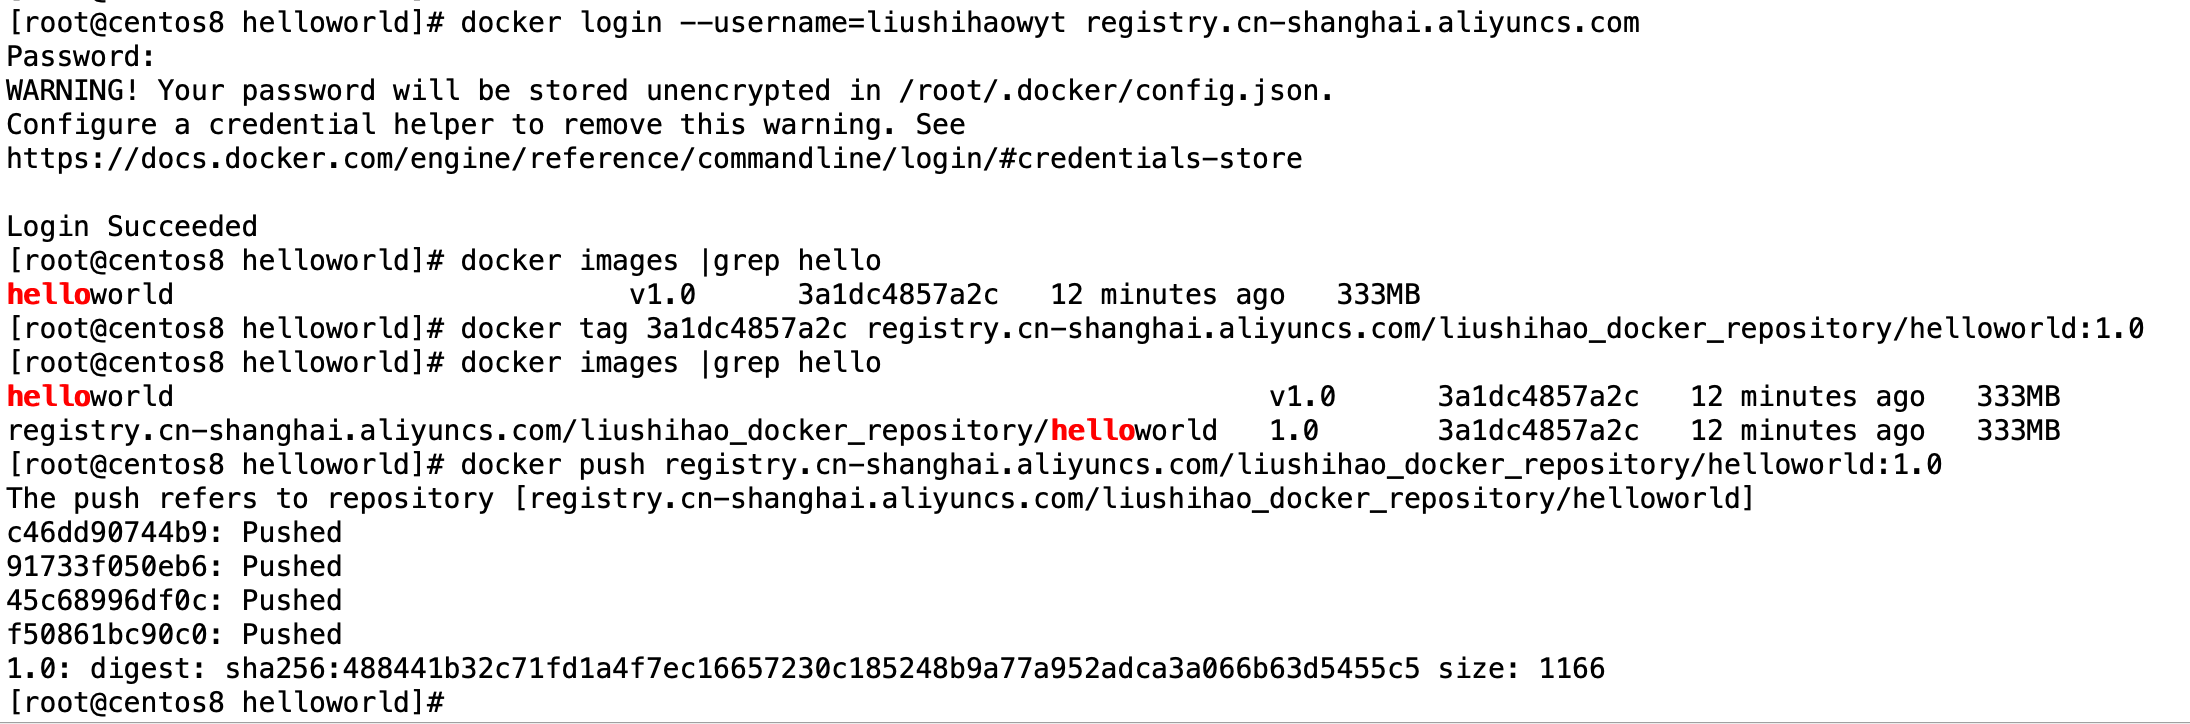 [root@centos8 helloworld]# docker login --username=liushihaowyt registry.cn-shanghai.aliyuncs.com
Password:
WARNING! Your password will be stored unencrypted in /root/.docker/config.json.
Configure a credential helper to remove this warning. See
https://docs.docker.com/engine/reference/commandline/login/#credentials-store

Login Succeeded
[root@centos8 helloworld]# docker images |grep hello
helloworld                           v1.0      3a1dc4857a2c   12 minutes ago   333MB
[root@centos8 helloworld]# docker tag 3a1dc4857a2c registry.cn-shanghai.aliyuncs.com/liushihao_docker_repository/helloworld:1.0
[root@centos8 helloworld]# docker images |grep hello
helloworld                                                                 v1.0      3a1dc4857a2c   12 minutes ago   333MB
registry.cn-shanghai.aliyuncs.com/liushihao_docker_repository/helloworld   1.0       3a1dc4857a2c   12 minutes ago   333MB
[root@centos8 helloworld]# docker push registry.cn-shanghai.aliyuncs.com/liushihao_docker_repository/helloworld:1.0
The push refers to repository [registry.cn-shanghai.aliyuncs.com/liushihao_docker_repository/helloworld]
c46dd90744b9: Pushed
91733f050eb6: Pushed
45c68996df0c: Pushed
f50861bc90c0: Pushed
1.0: digest: sha256:488441b32c71fd1a4f7ec16657230c185248b9a77a952adca3a066b63d5455c5 size: 1166
[root@centos8 helloworld]#